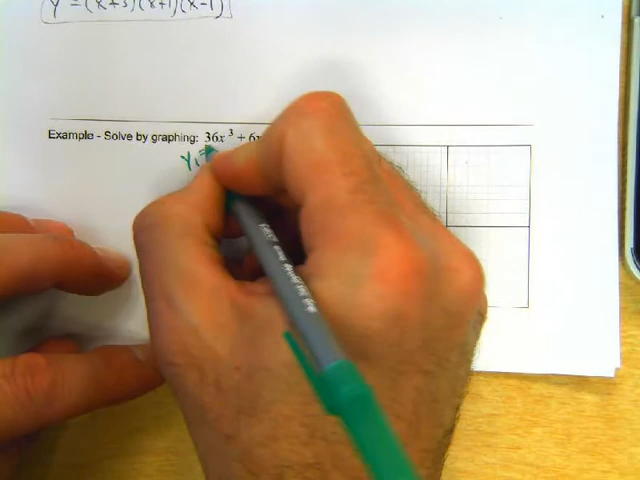 y = (x+3)(x+1)(x-1)
Example - Solve by graphing: 36x³ + 6x
y₁ =